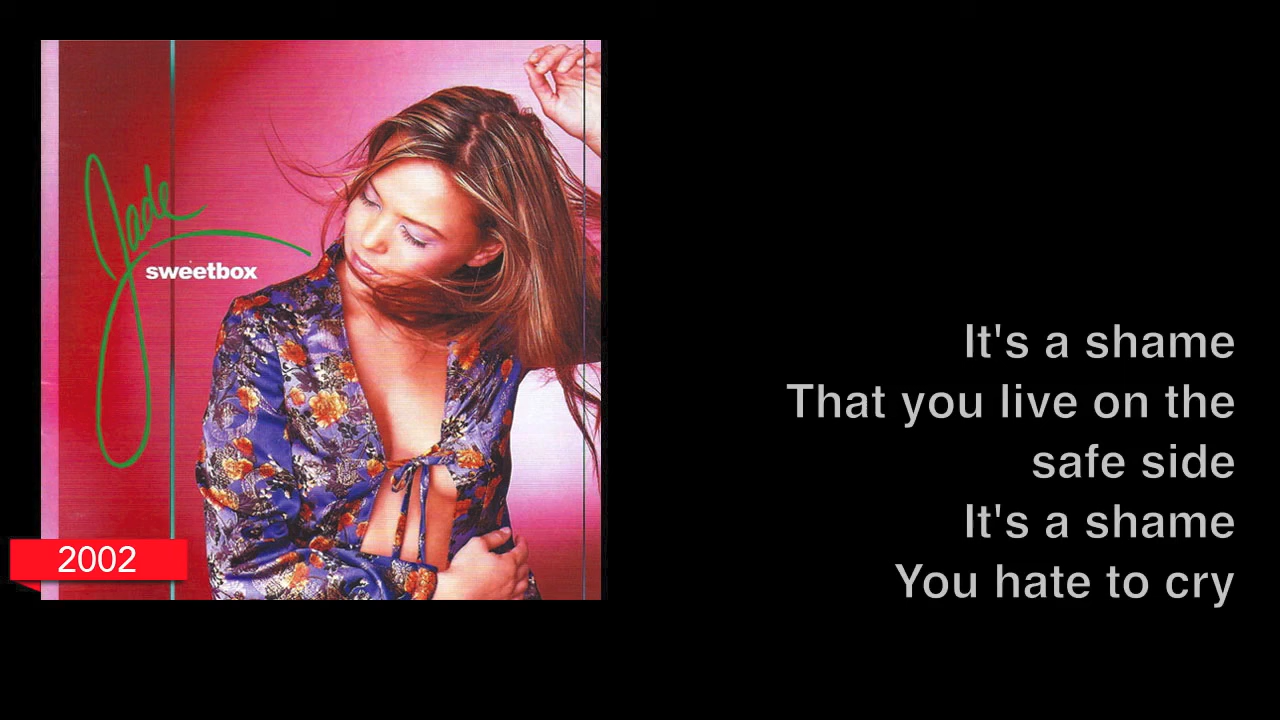 Jade
sweetbox
2002
It's a shame
That you live on the
safe side
It's a shame
You hate to cry